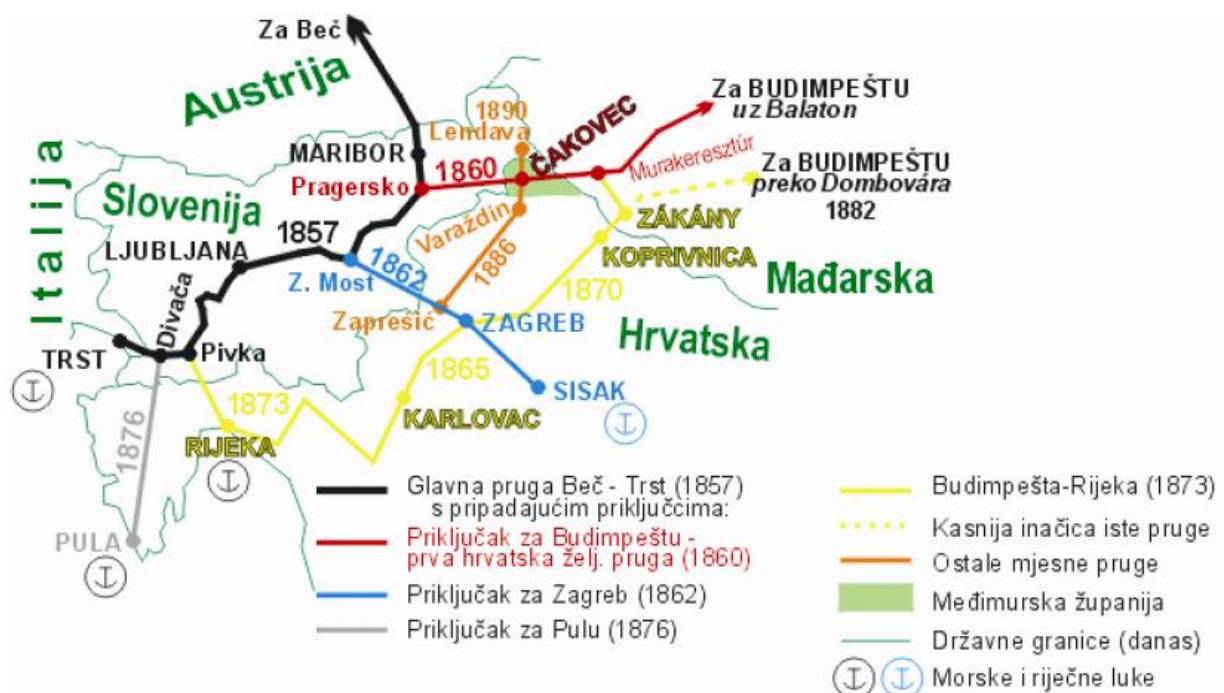 Za Beč
Austrija
Italija
Slovenija
MARIBOR
Pragersko
1860
1890
Lendava
ČAKOVEC
Za BUDIMPEŠTU
uz Balaton
Murakeresztúr
Za BUDIMPEŠTU
preko Dombovára
1882
ZÁKÁNY
KOPRIVNICA
Mađarska
Hrvatska
Varaždin
1886
1857
LJUBLJANA
Z. Most
1862
Zaprešić
ZAGREB
1870
1865
SISAK
KARLOVAC
Divača
TRST
Pivka
1873
RIJEKA
1876
PULA
Glavna pruga Beč - Trst (1857)
s pripadajućim priključcima:
Priključak za Budimpeštu -
prva hrvatska želj. pruga (1860)
Priključak za Zagreb (1862)
Priključak za Pulu (1876)
Budimpešta-Rijeka (1873)
Kasnija inačica iste pruge
Ostale mjesne pruge
Međimurska županija
Državne granice (danas)
Morske i riječne luke